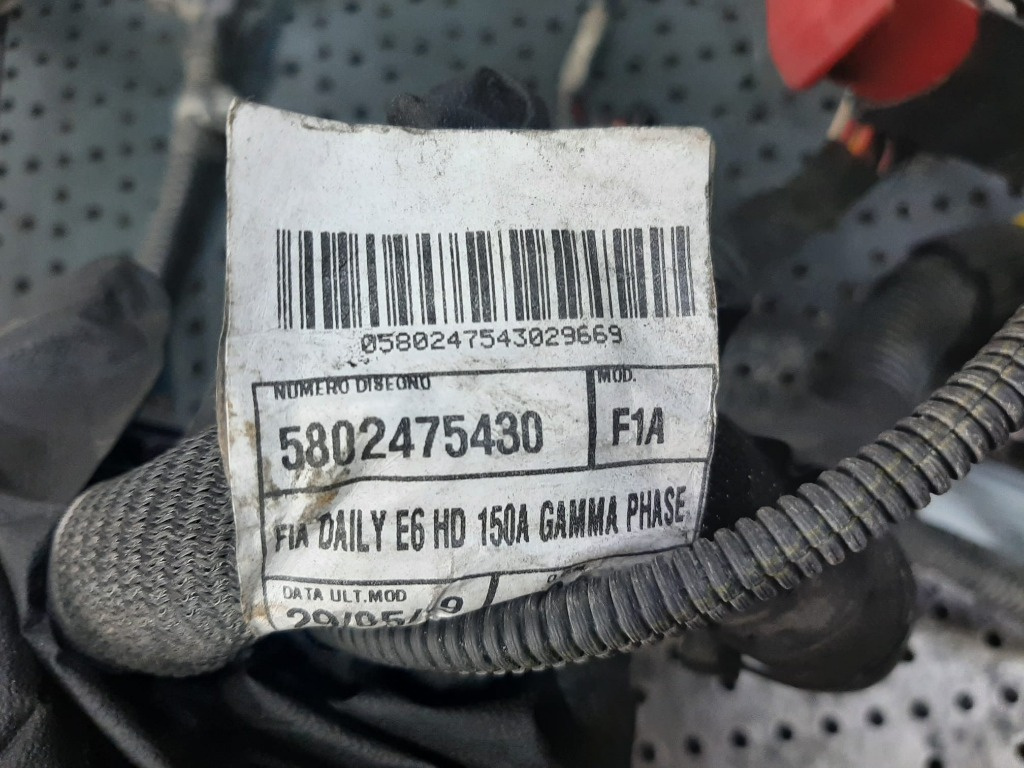 0580247543029669
NUMERO DISEGNO
MOD.
5802475430
F1A
F1A DAILY E6 HD 150A GAMMA PHASE
DATA ULT.MOD